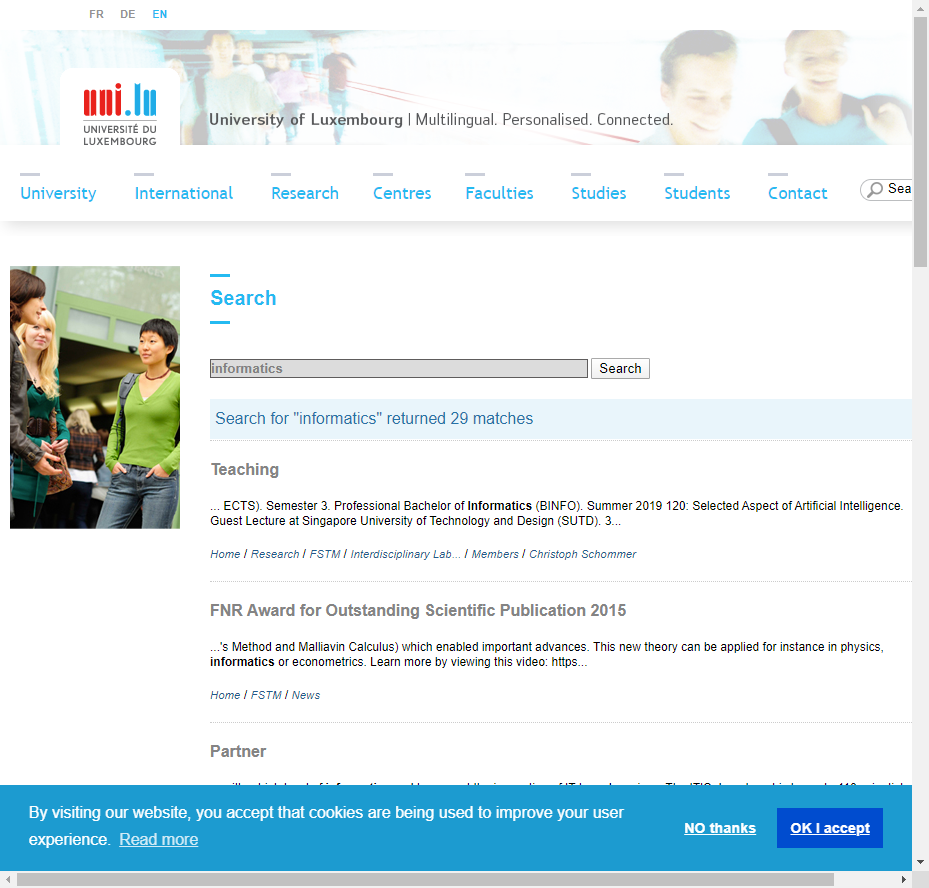 FR DE EN
uni.lu
UNIVERSITÉ DU
LUXEMBOURG
University of Luxembourg | Multilingual. Personalised. Connected.
University International Research Centres Faculties Studies Students Contact Sea
Search
informatics Search
Search for "informatics" returned 29 matches
Teaching
... ECTS). Semester 3. Professional Bachelor of Informatics (BINFO). Summer 2019 120: Selected Aspect of Artificial Intelligence.
Guest Lecture at Singapore University of Technology and Design (SUTD). 3...
Home / Research / FSTM / Interdisciplinary Lab... / Members / Christoph Schommer
FNR Award for Outstanding Scientific Publication 2015
...'s Method and Malliavin Calculus) which enabled important advances. This new theory can be applied for instance in physics,
informatics or econometrics. Learn more by viewing this video: https...
Home / FSTM / News
Partner
By visiting our website, you accept that cookies are being used to improve your user
experience. Read more
NO thanks OK I accept